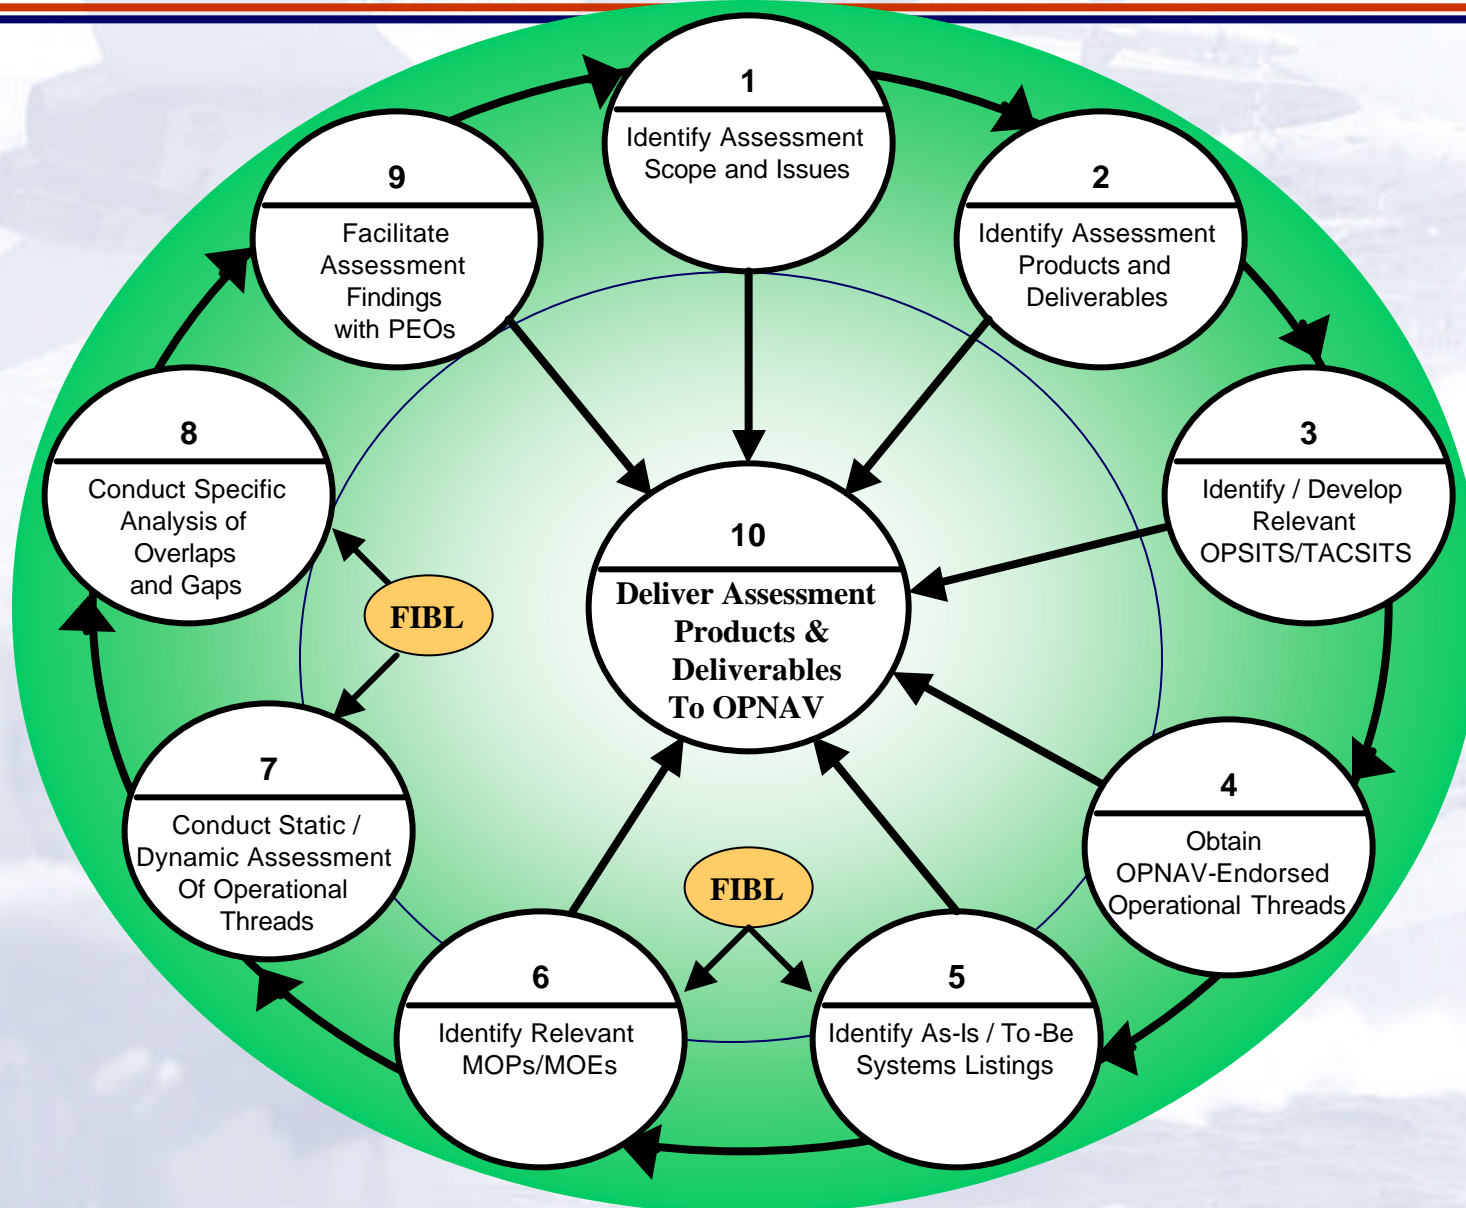 1
Identify Assessment
Scope and Issues
2
Identify Assessment
Products and
Deliverables
3
Identify / Develop
Relevant
OPSITS/TACSITS
4
Obtain
OPNAV-Endorsed
Operational Threads
5
Identify As-Is / To-Be
Systems Listings
6
Identify Relevant
MOPs/MOEs
7
Conduct Static /
Dynamic Assessment
Of Operational
Threads
8
Conduct Specific
Analysis of
Overlaps
and Gaps
9
Facilitate
Assessment
Findings
with PEOs
10
Deliver Assessment
Products &
Deliverables
To OPNAV
FIBL
FIBL